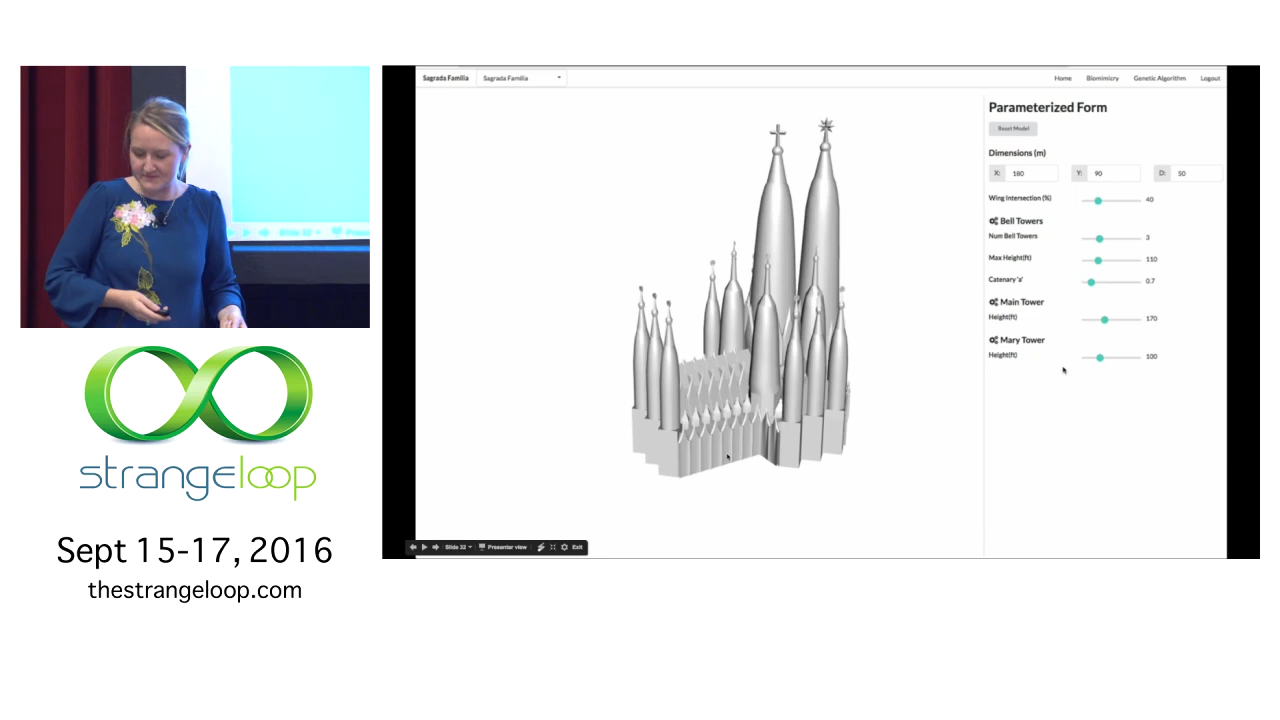 Sagrada Familia
Sagrada Familia
Home
Biomimicry
Genetic Algorithm
Logout
Parameterized Form
Reset Model
Dimensions (m)
X: 180
Y: 90
D: 50
Wing Intersection (%) 40
Bell Towers
Num Bell Towers 3
Max Height(ft) 110
Catenary 'a' 0.7
Main Tower
Height(ft) 170
Mary Tower
Height(ft) 100
Slide 32 Presenter view Exit
strangeloop
Sept 15-17, 2016
thestrangeloop.com